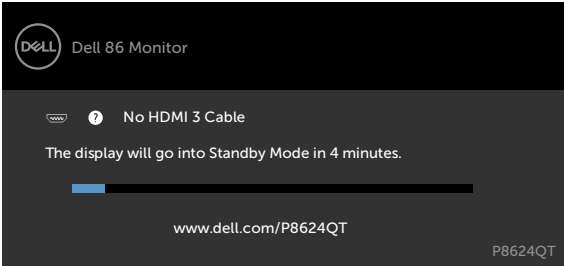 DELL
Dell 86 Monitor
? No HDMI 3 Cable
The display will go into Standby Mode in 4 minutes.
www.dell.com/P8624QT
P8624QT